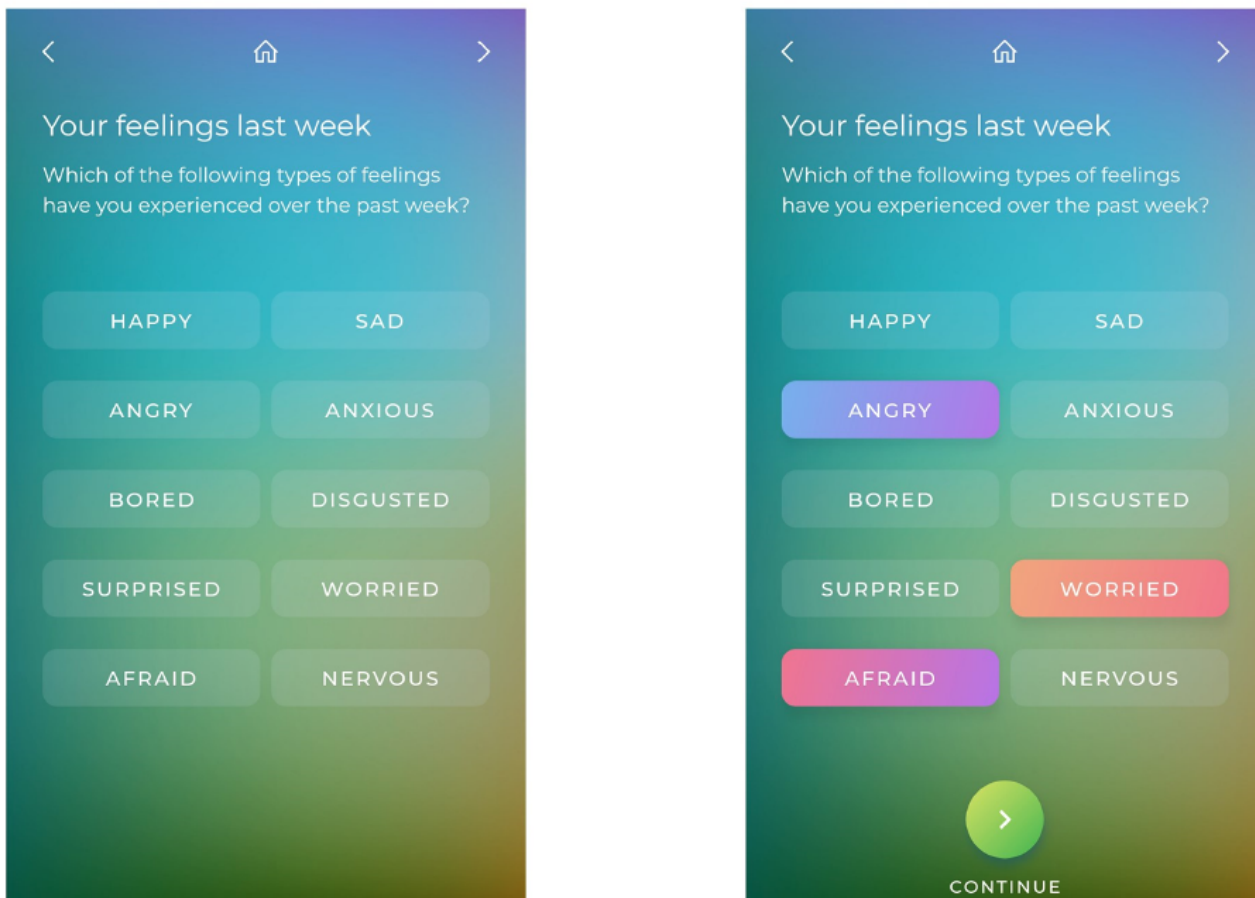 Your feelings last week
Which of the following types of feelings
have you experienced over the past week?
HAPPY SAD
ANGRY ANXIOUS
BORED DISGUSTED
SURPRISED WORRIED
AFRAID NERVOUS
Your feelings last week
Which of the following types of feelings
have you experienced over the past week?
HAPPY SAD
ANGRY ANXIOUS
BORED DISGUSTED
SURPRISED WORRIED
AFRAID NERVOUS
CONTINUE